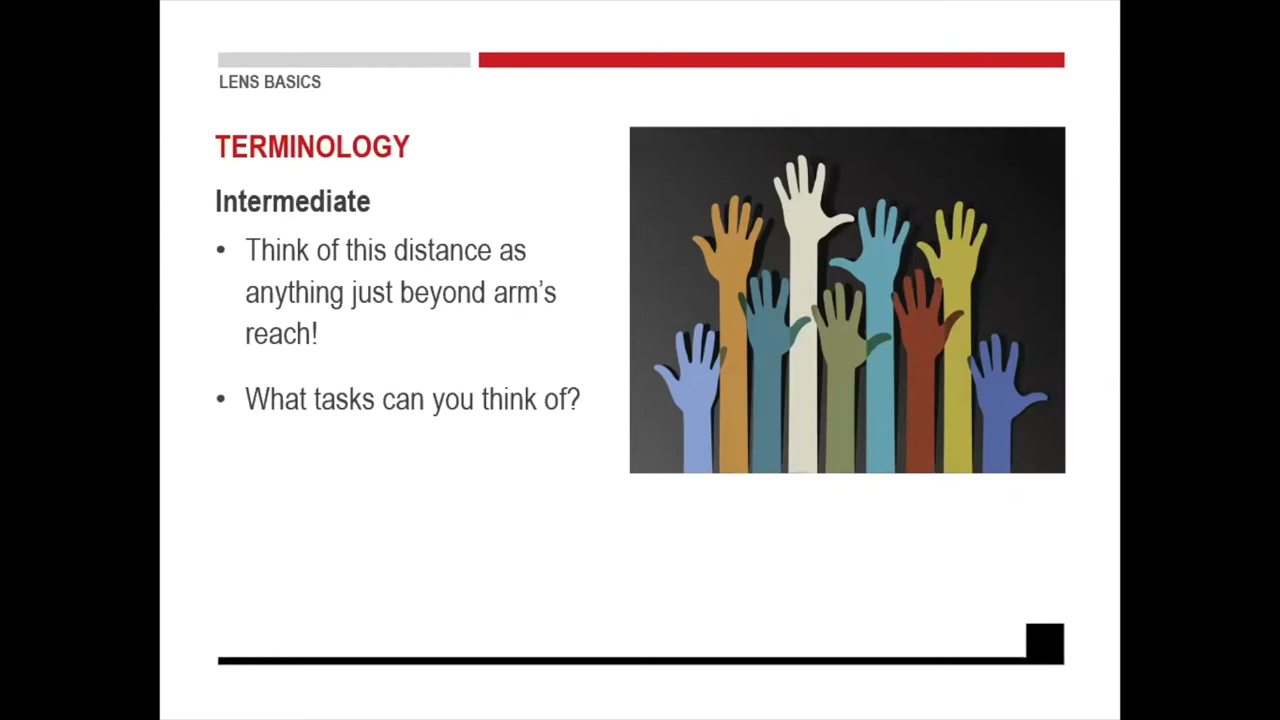 LENS BASICS
TERMINOLOGY
Intermediate
• Think of this distance as
anything just beyond arm’s
reach!
• What tasks can you think of?